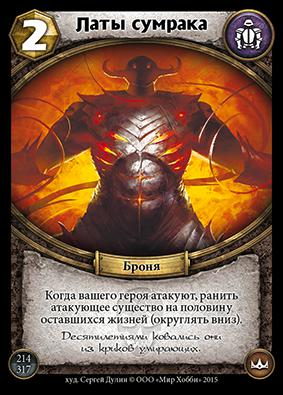 2
Латы сумрака
Броня
Когда вашего героя атакуют, ранить
атакующее существо на половину
оставшихся жизней (округлять вниз).
Десятилетиями ковались они
из криков умирающих.
214
317
худ. Сергей Дулин © ООО «Мир Хобби» 2015